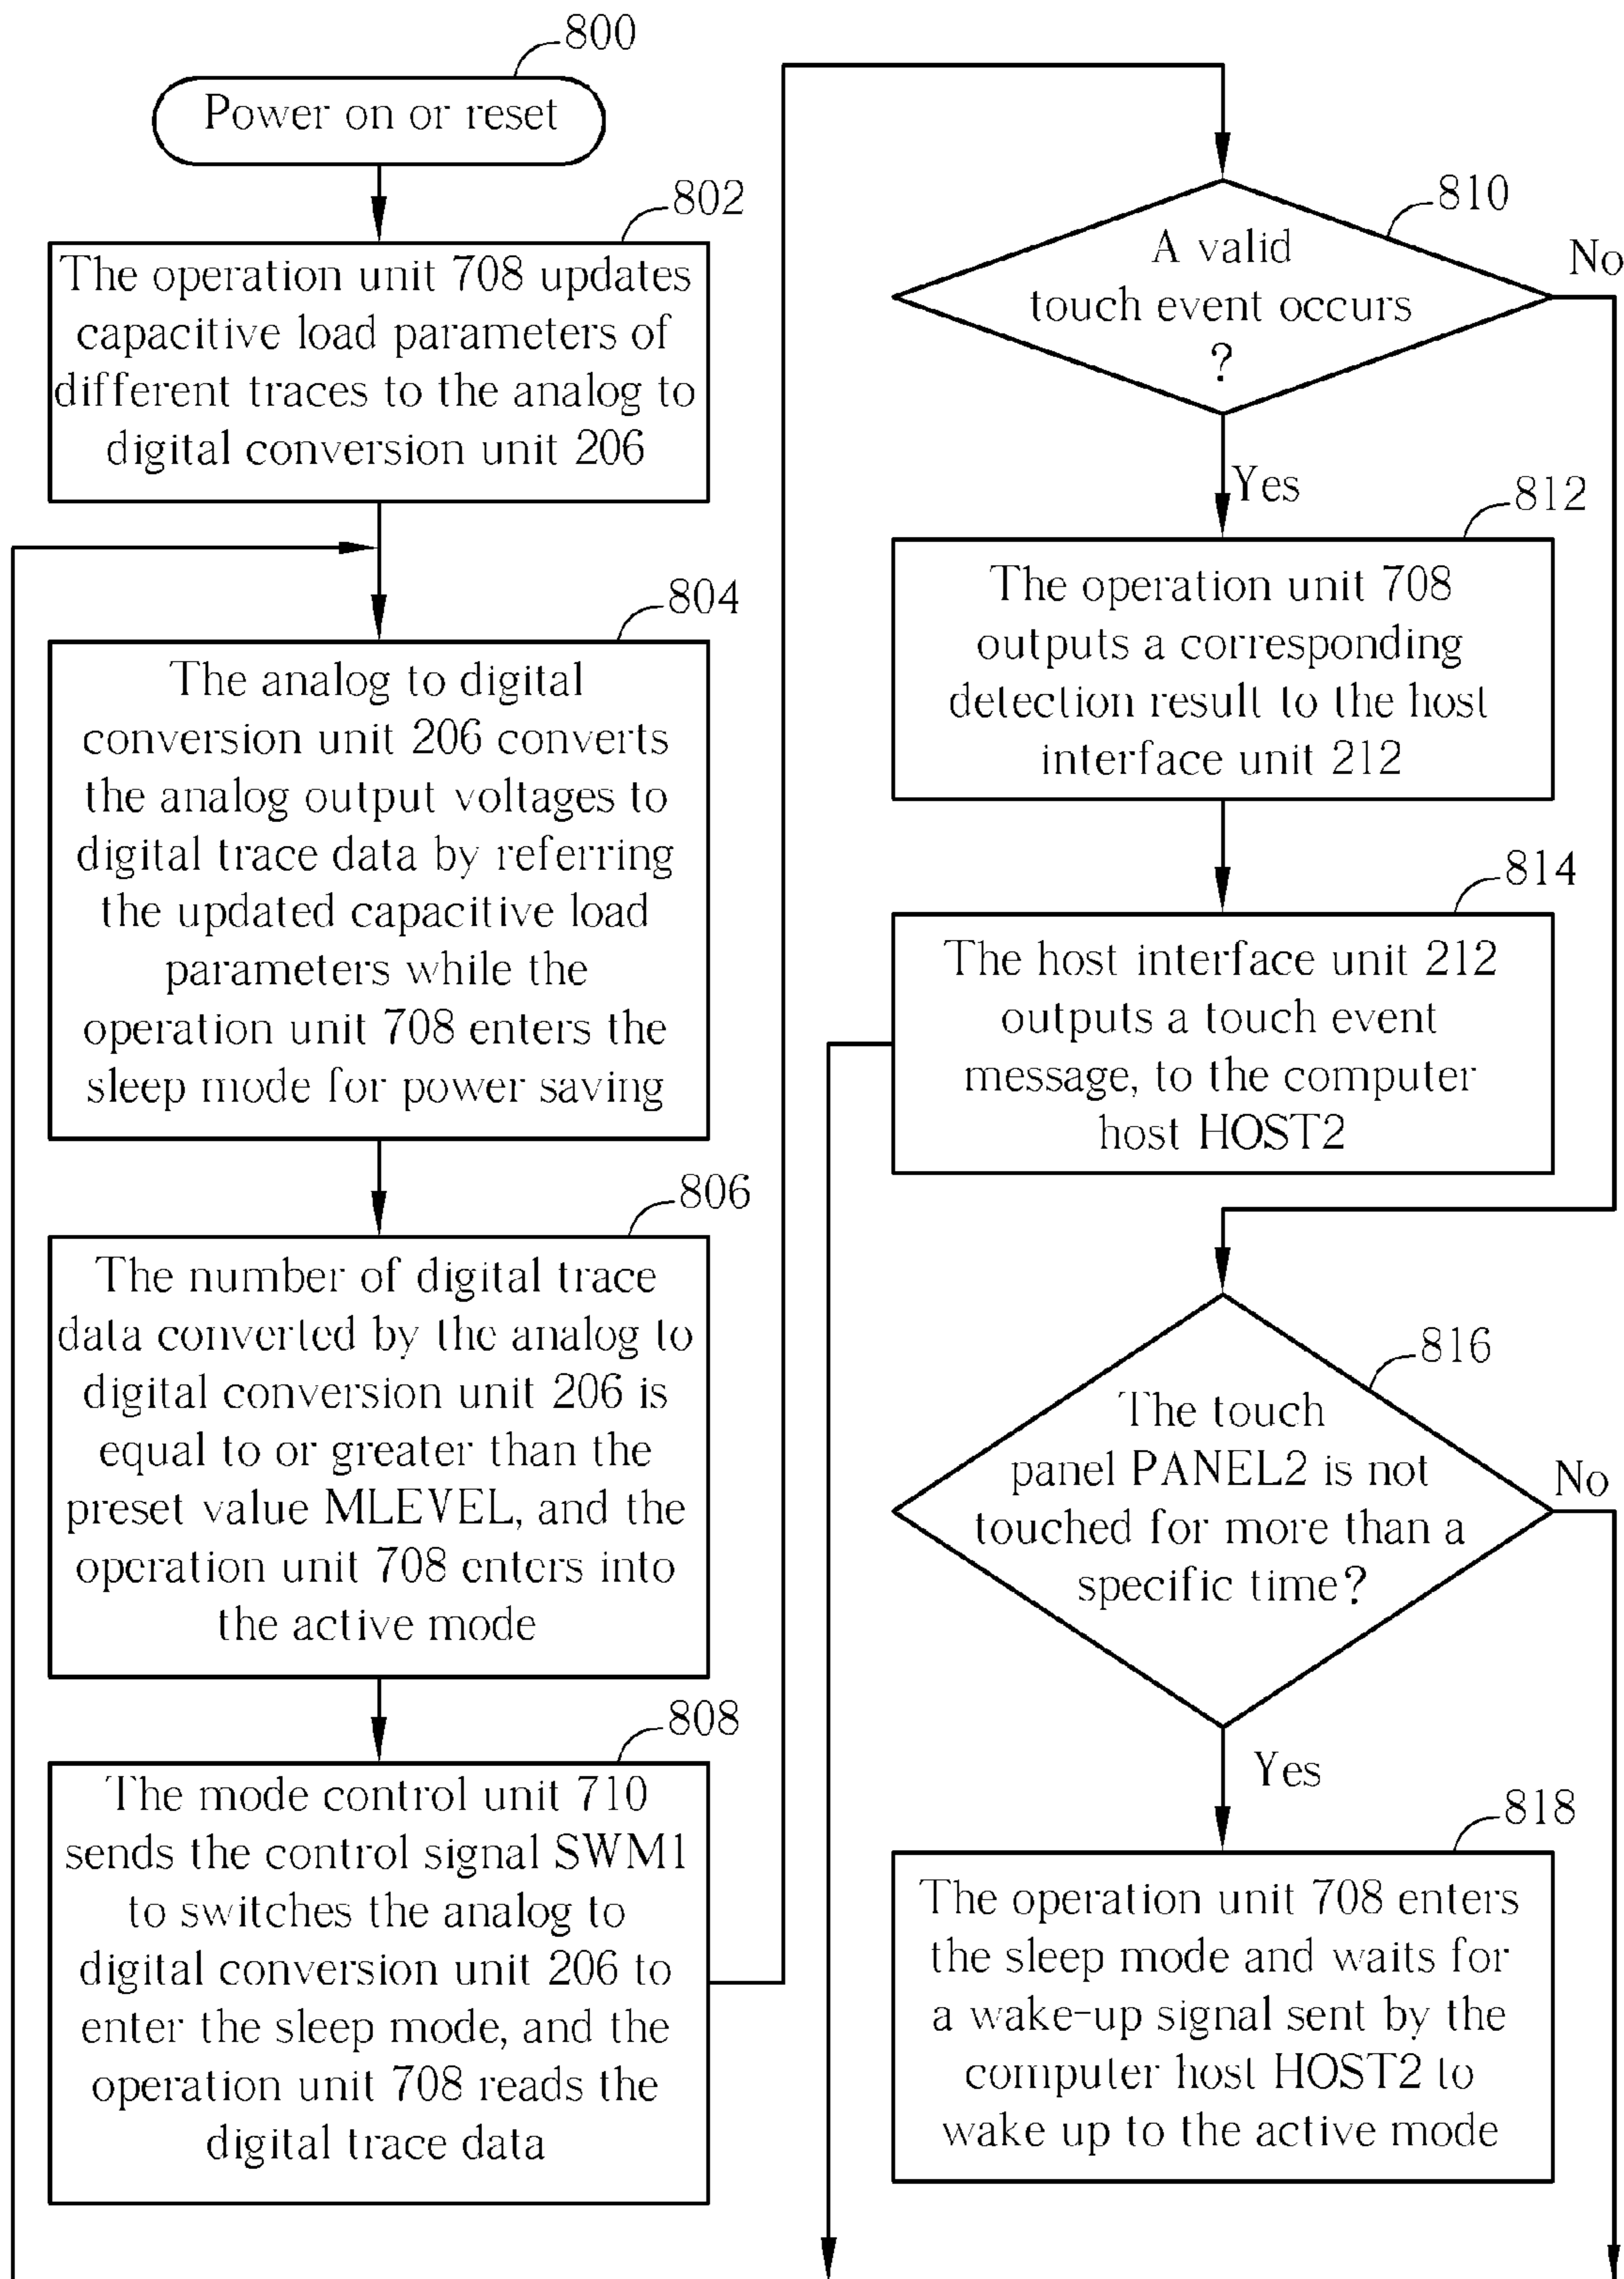 800
Power on or reset
802
The operation unit 708 updates
capacitive load parameters of
different traces to the analog to
digital conversion unit 206
804
The analog to digital
conversion unit 206 converts
the analog output voltages to
digital trace data by referring
the updated capacitive load
parameters while the
operation unit 708 enters the
sleep mode for power saving
806
The number of digital trace
data converted by the analog to
digital conversion unit 206 is
equal to or greater than the
preset value MLEVEL, and the
operation unit 708 enters into
the active mode
808
The mode control unit 710
sends the control signal SWM1
to switches the analog to
digital conversion unit 206 to
enter the sleep mode, and the
operation unit 708 reads the
digital trace data
810
A valid
touch event occurs
?
No
Yes
812
The operation unit 708
outputs a corresponding
detection result to the host
interface unit 212
814
The host interface unit 212
outputs a touch event
message, to the computer
host HOST2
816
The touch
panel PANEL2 is not
touched for more than a
specific time?
No
Yes
818
The operation unit 708 enters
the sleep mode and waits for
a wake-up signal sent by the
computer host HOST2 to
wake up to the active mode